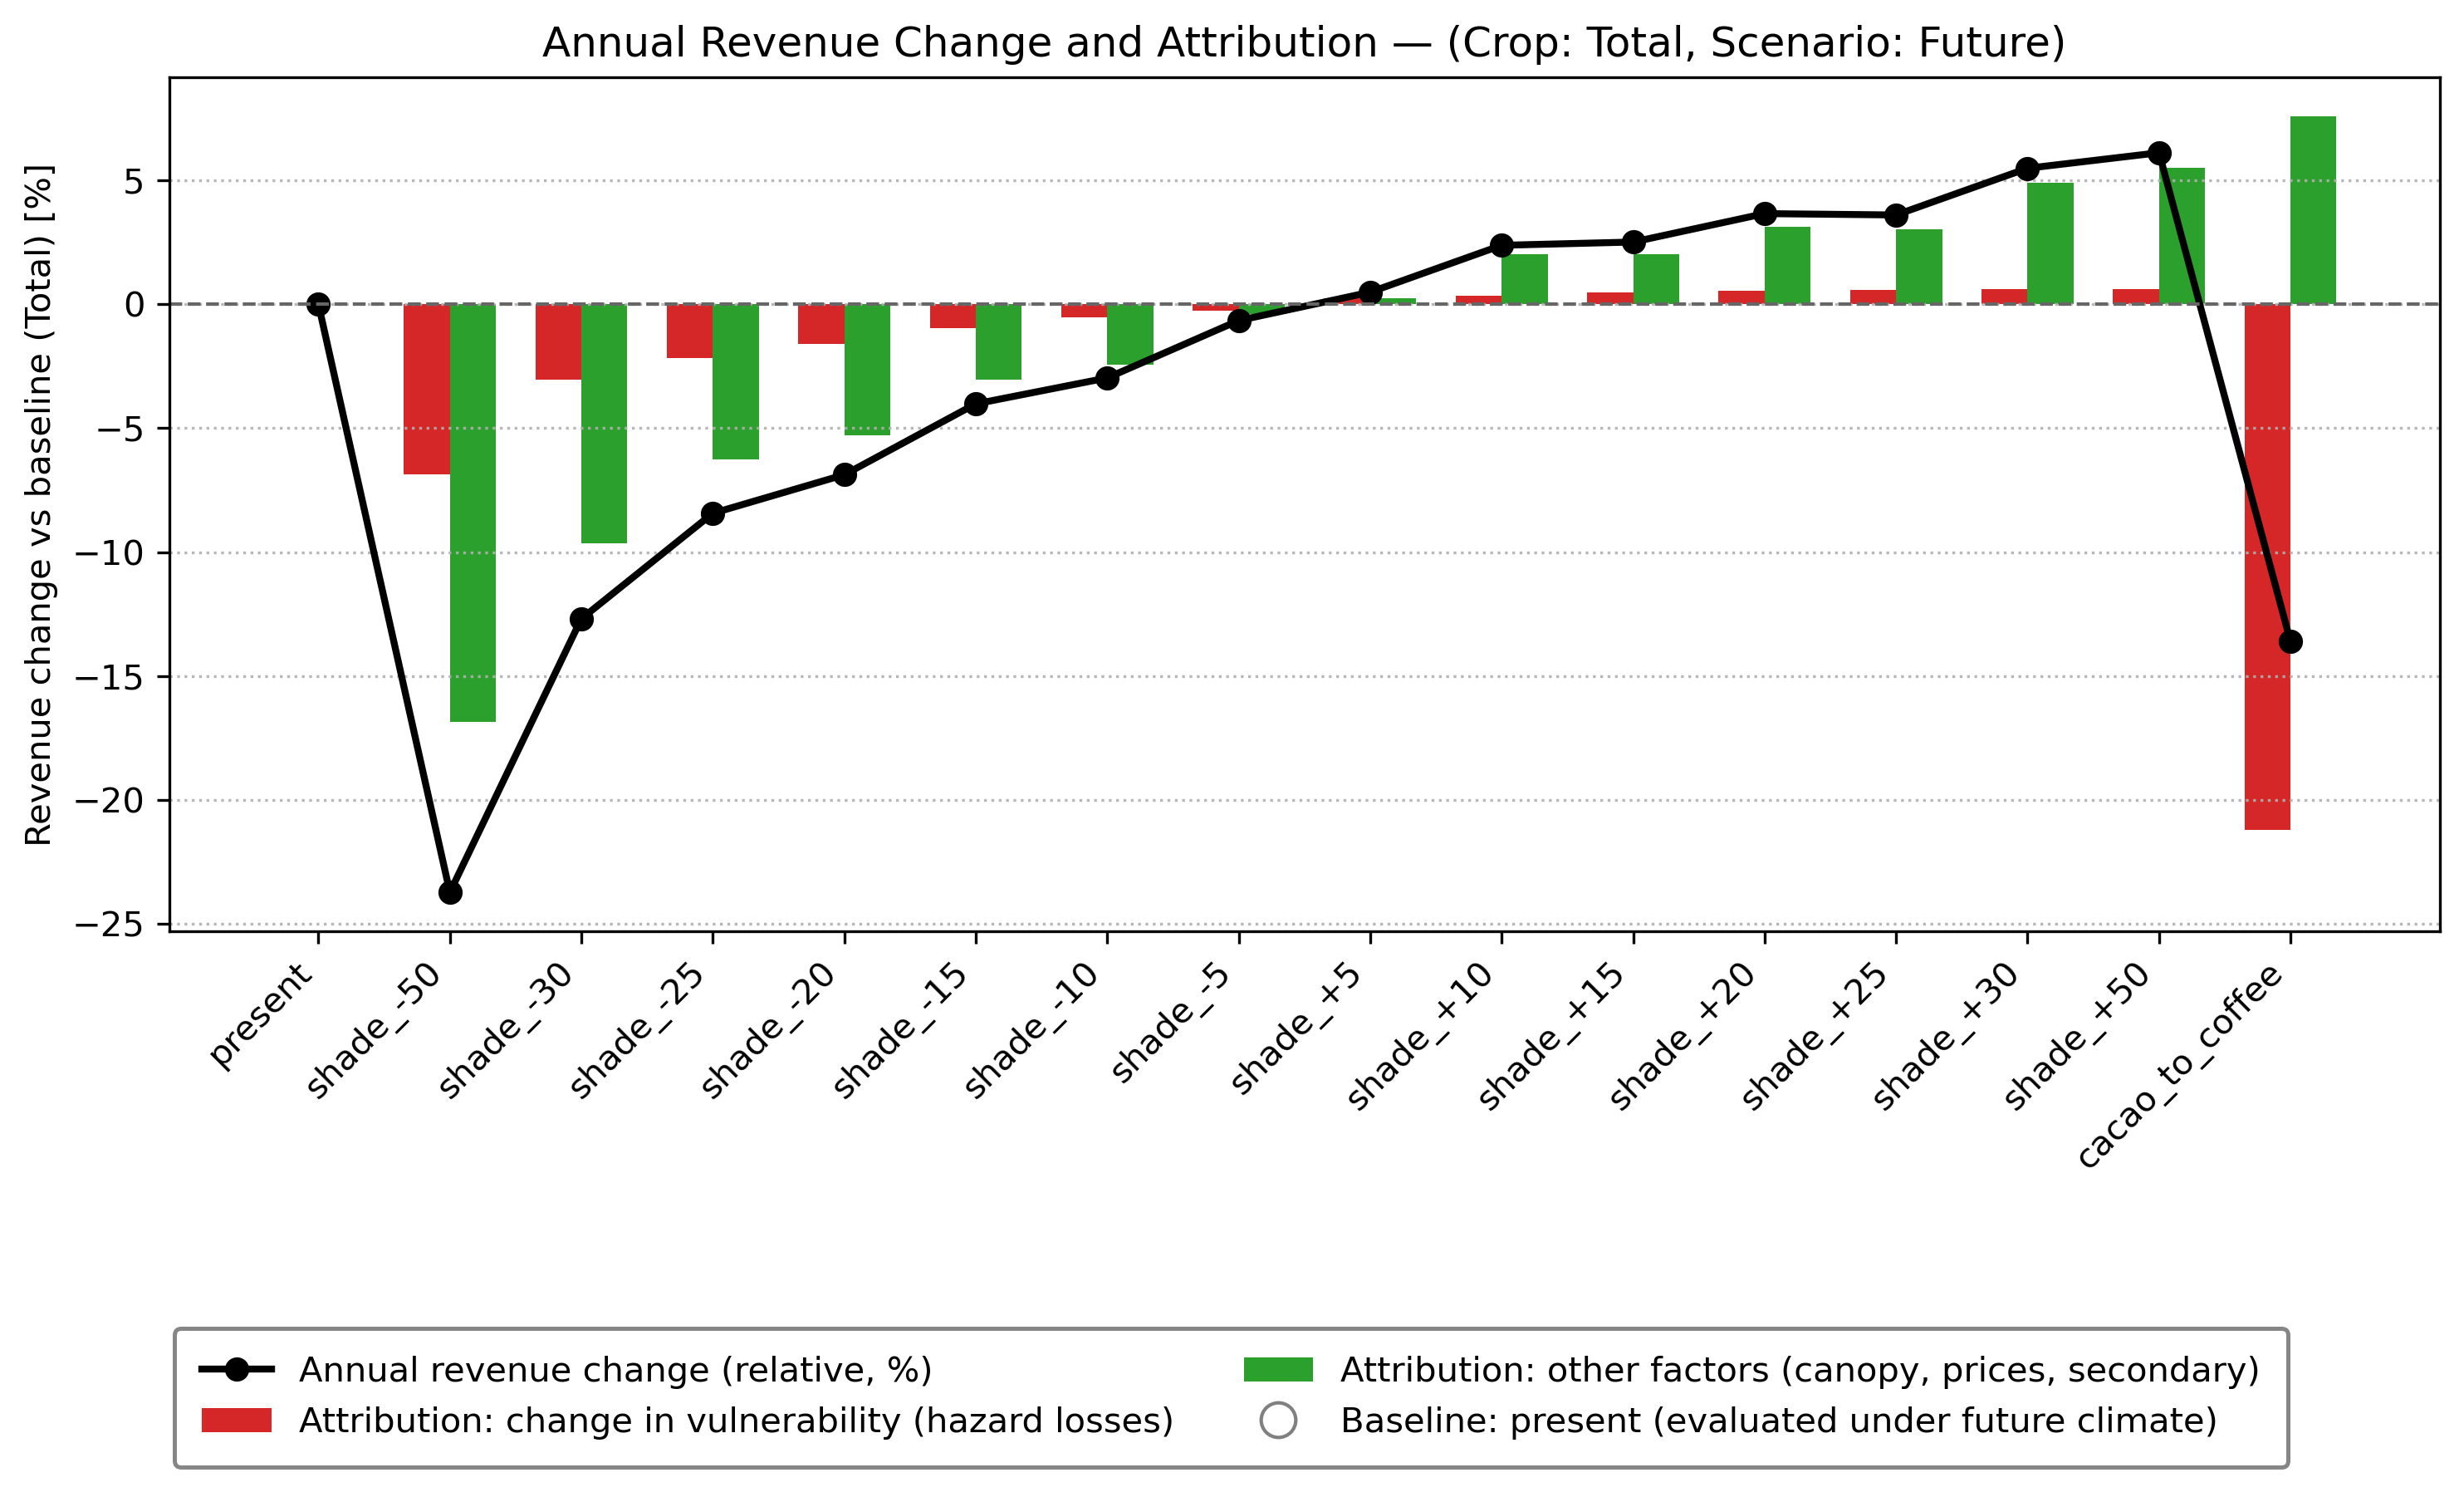 Annual Revenue Change and Attribution — (Crop: Total, Scenario: Future)
Revenue change vs baseline (Total) [%]
5
0
−5
−10
−15
−20
−25
present
shade_-50
shade_-30
shade_-25
shade_-20
shade_-15
shade_-10
shade_-5
shade_+5
shade_+10
shade_+15
shade_+20
shade_+25
shade_+30
shade_+50
cacao_to_coffee
Annual revenue change (relative, %)
Attribution: change in vulnerability (hazard losses)
Attribution: other factors (canopy, prices, secondary)
Baseline: present (evaluated under future climate)